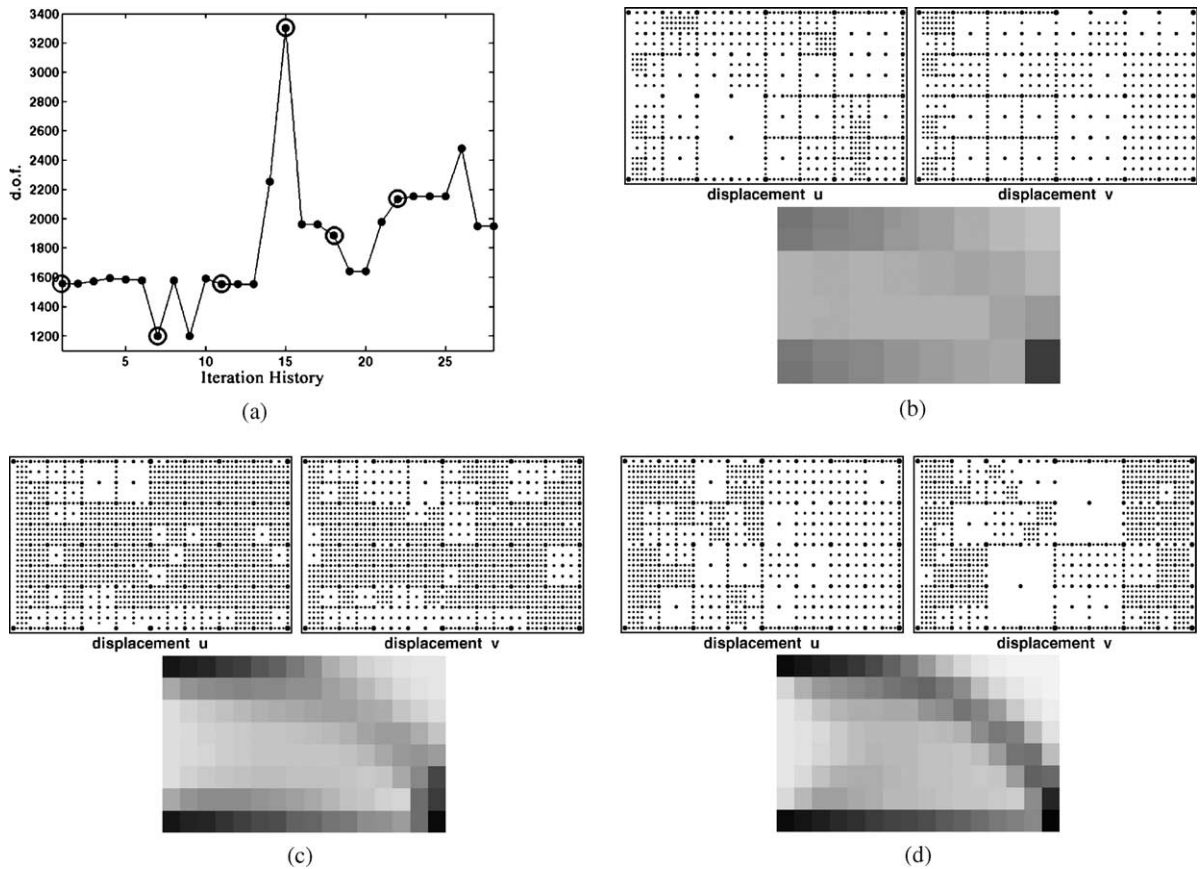 3400
3200
3000
2800
2600
2400
2200
2000
1800
1600
1400
1200
d.o.f.
5 10 15 20 25
Iteration History
(a)
displacement u displacement v
(b)
displacement u displacement v
(c)
displacement u displacement v
(d)